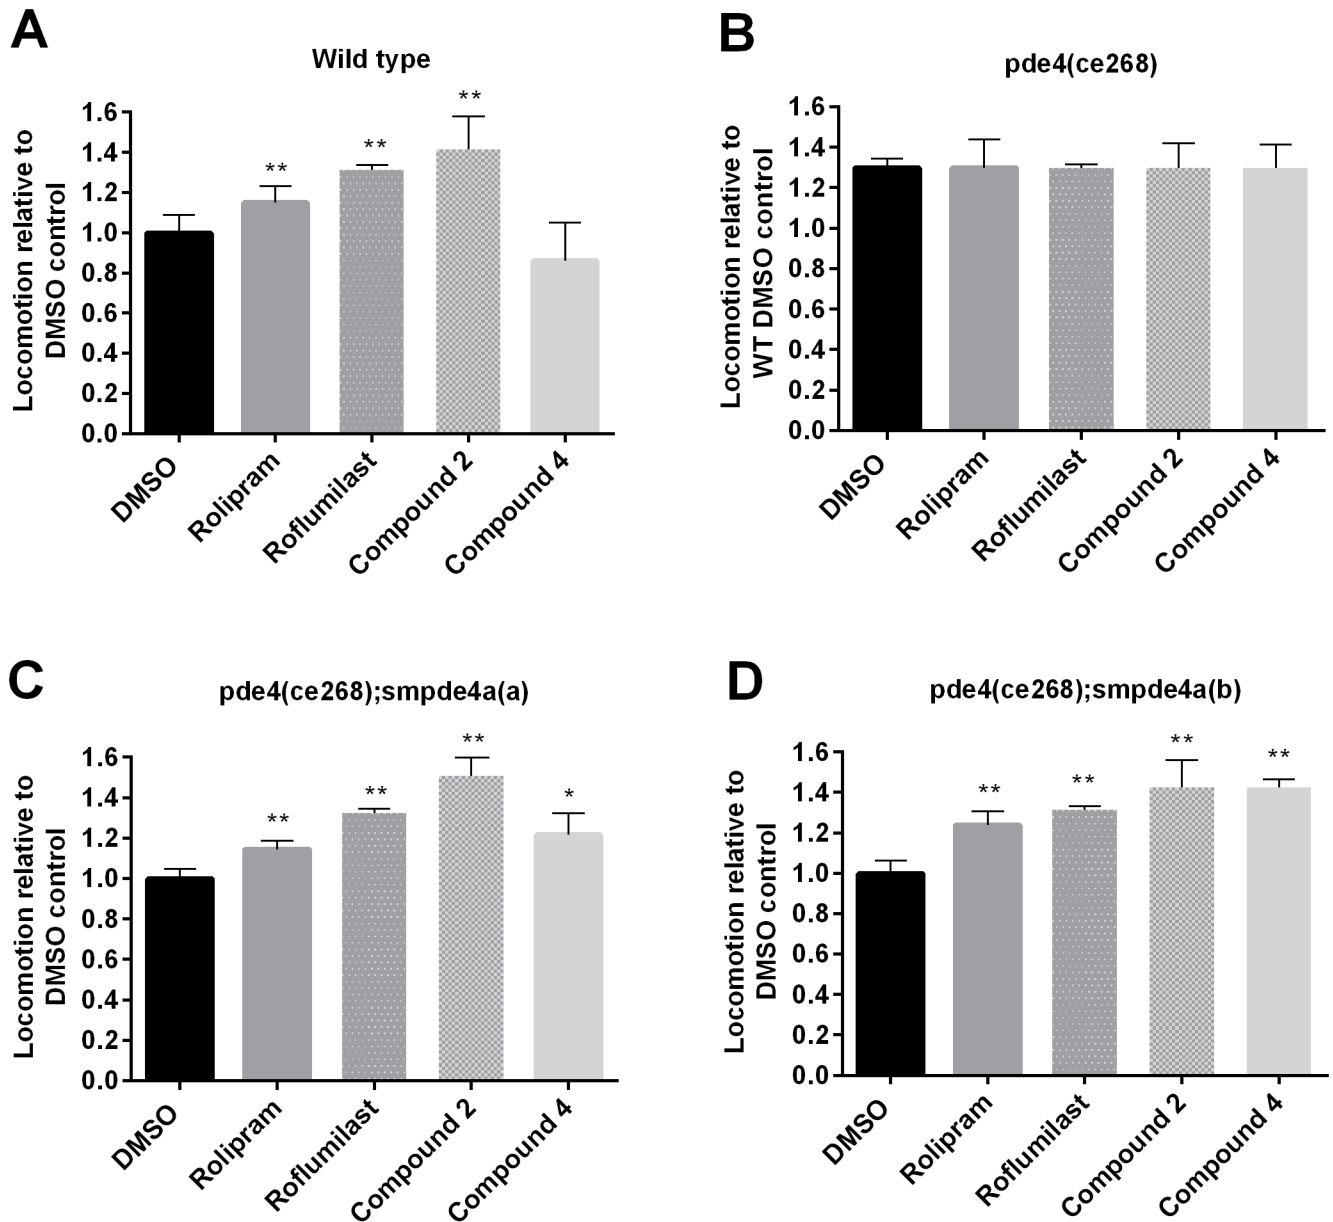 A
Wild type
Locomotion relative to
DMSO control
1.6
1.4
1.2
1.0
0.8
0.6
0.4
0.2
0.0
**
**
**
DMSO
Rolipram
Roflumilast
Compound 2
Compound 4
B
pde4(ce268)
Locomotion relative to
WT DMSO control
1.6
1.4
1.2
1.0
0.8
0.6
0.4
0.2
0.0
DMSO
Rolipram
Roflumilast
Compound 2
Compound 4
C
pde4(ce268);smpde4a(a)
Locomotion relative to
DMSO control
1.6
1.4
1.2
1.0
0.8
0.6
0.4
0.2
0.0
**
**
**
*
DMSO
Rolipram
Roflumilast
Compound 2
Compound 4
D
pde4(ce268);smpde4a(b)
Locomotion relative to
DMSO control
1.6
1.4
1.2
1.0
0.8
0.6
0.4
0.2
0.0
**
**
**
**
DMSO
Rolipram
Roflumilast
Compound 2
Compound 4